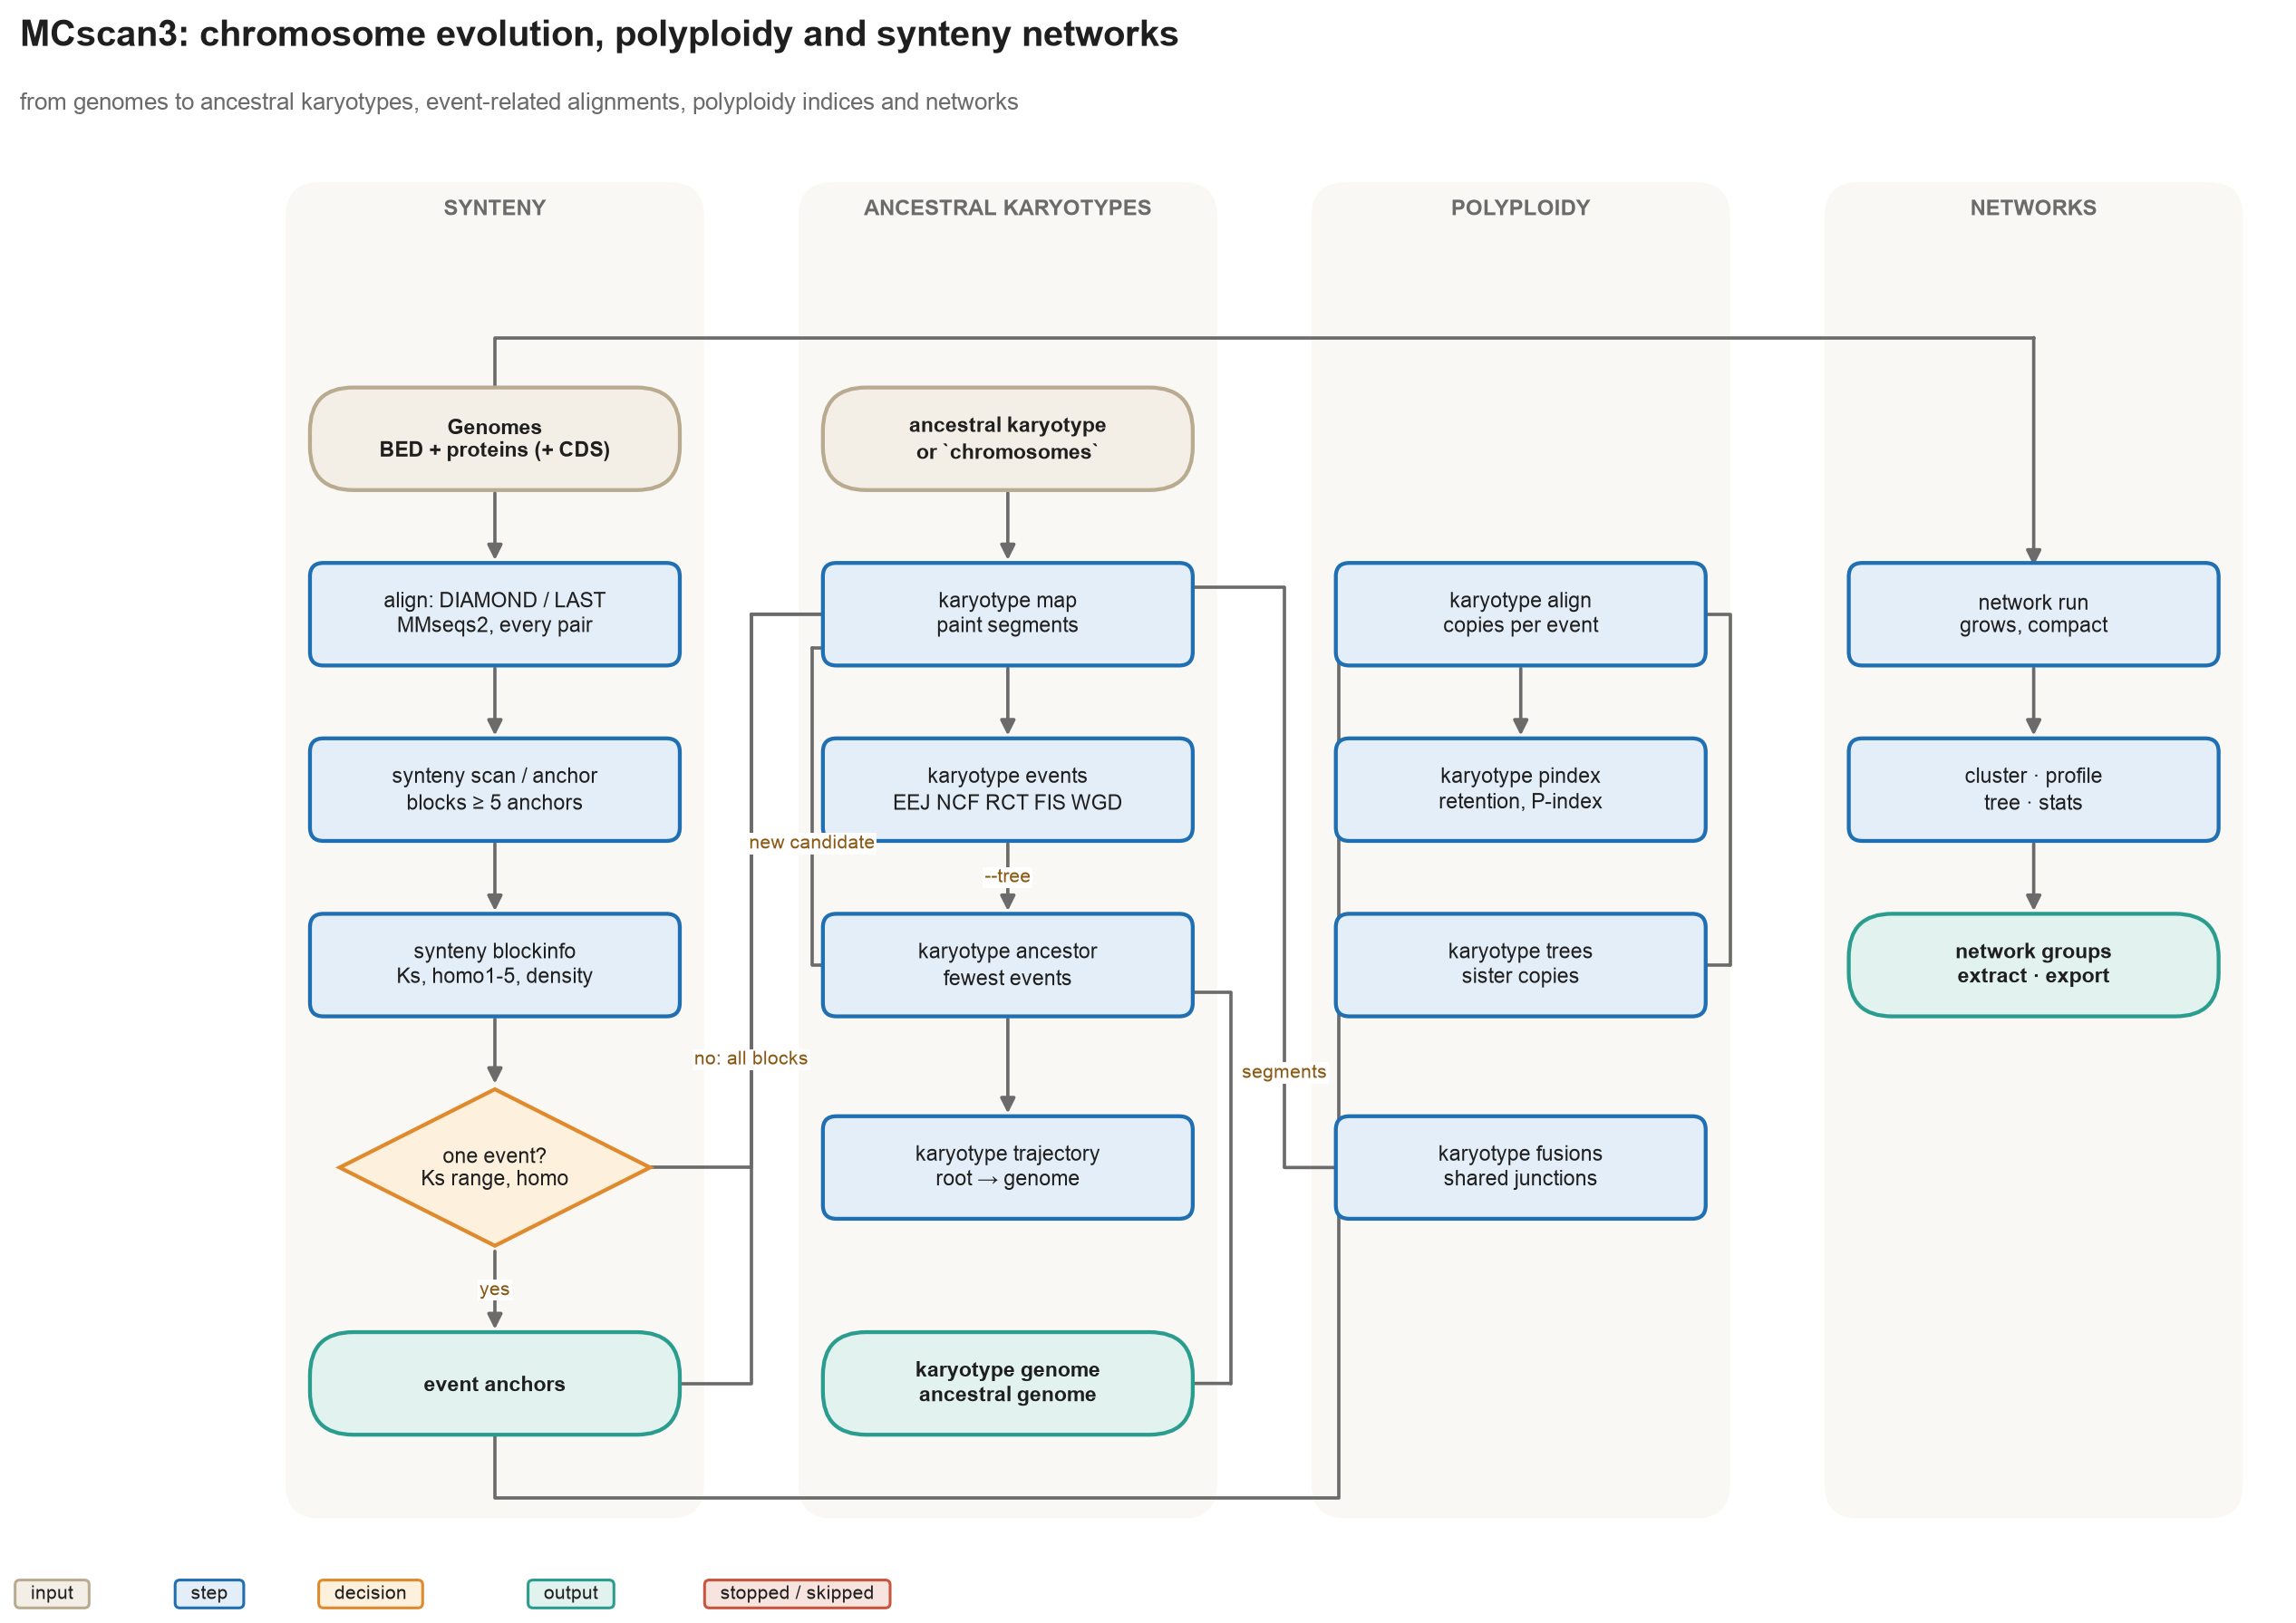 MCscan3: chromosome evolution, polyploidy and synteny networks
from genomes to ancestral karyotypes, event-related alignments, polyploidy indices and networks
SYNTENY
Genomes
BED + proteins (+ CDS)
align: DIAMOND / LAST
MMseqs2, every pair
synteny scan / anchor
blocks ≥ 5 anchors
synteny blockinfo
Ks, homo1-5, density
one event?
Ks range, homo
yes
event anchors
no: all blocks
ANCESTRAL KARYOTYPES
ancestral karyotype
or `chromosomes`
karyotype map
paint segments
karyotype events
EEJ NCF RCT FIS WGD
new candidate
--tree
karyotype ancestor
fewest events
karyotype trajectory
root → genome
karyotype genome
ancestral genome
segments
POLYPLOIDY
karyotype align
copies per event
karyotype pindex
retention, P-index
karyotype trees
sister copies
karyotype fusions
shared junctions
NETWORKS
network run
grows, compact
cluster · profile
tree · stats
network groups
extract · export
input
step
decision
output
stopped / skipped